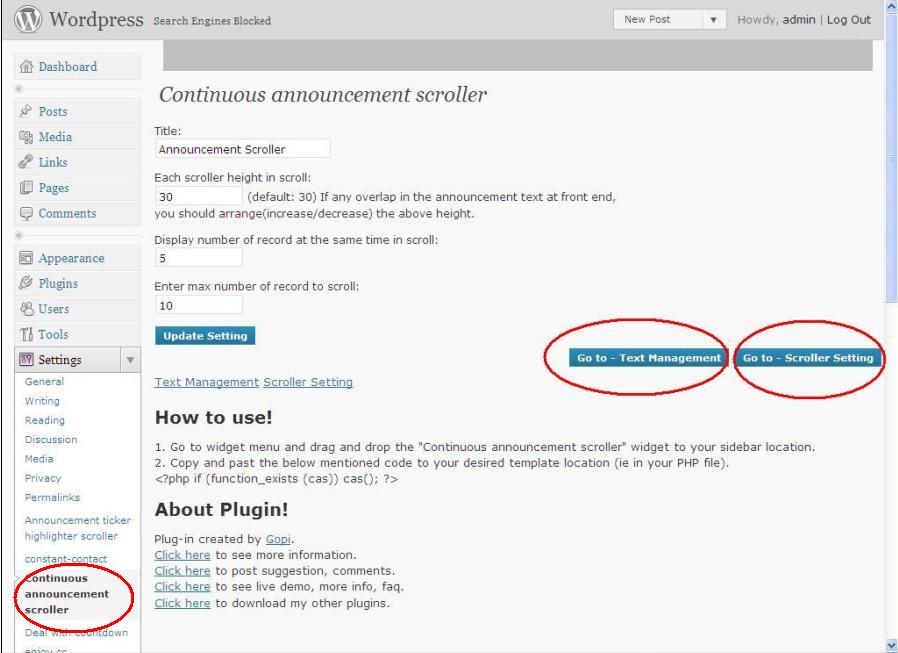 Wordpress Search Engines Blocked
New Post
Howdy, admin | Log Out
Dashboard
Posts
Media
Links
Pages
Comments
Appearance
Plugins
Users
Tools
Settings
General
Writing
Reading
Discussion
Media
Privacy
Permalinks
Announcement ticker
highlighter scroller
constant-contact
Continuous
announcement
scroller
Deal with countdown
enjoy cc
Continuous announcement scroller
Title:
Announcement Scroller
Each scroller height in scroll:
30 (default: 30) If any overlap in the announcement text at front end,
you should arrange(increase/decrease) the above height.
Display number of record at the same time in scroll:
5
Enter max number of record to scroll:
10
Update Setting
Go to - Text Management
Go to - Scroller Setting
Text Management Scroller Setting
How to use!
1. Go to widget menu and drag and drop the "Continuous announcement scroller" widget to your sidebar location.
2. Copy and past the below mentioned code to your desired template location (ie in your PHP file).
<?php if (function_exists (cas)) cas(); ?>
About Plugin!
Plug-in created by Gopi.
Click here to see more information.
Click here to post suggestion, comments.
Click here to see live demo, more info, faq.
Click here to download my other plugins.